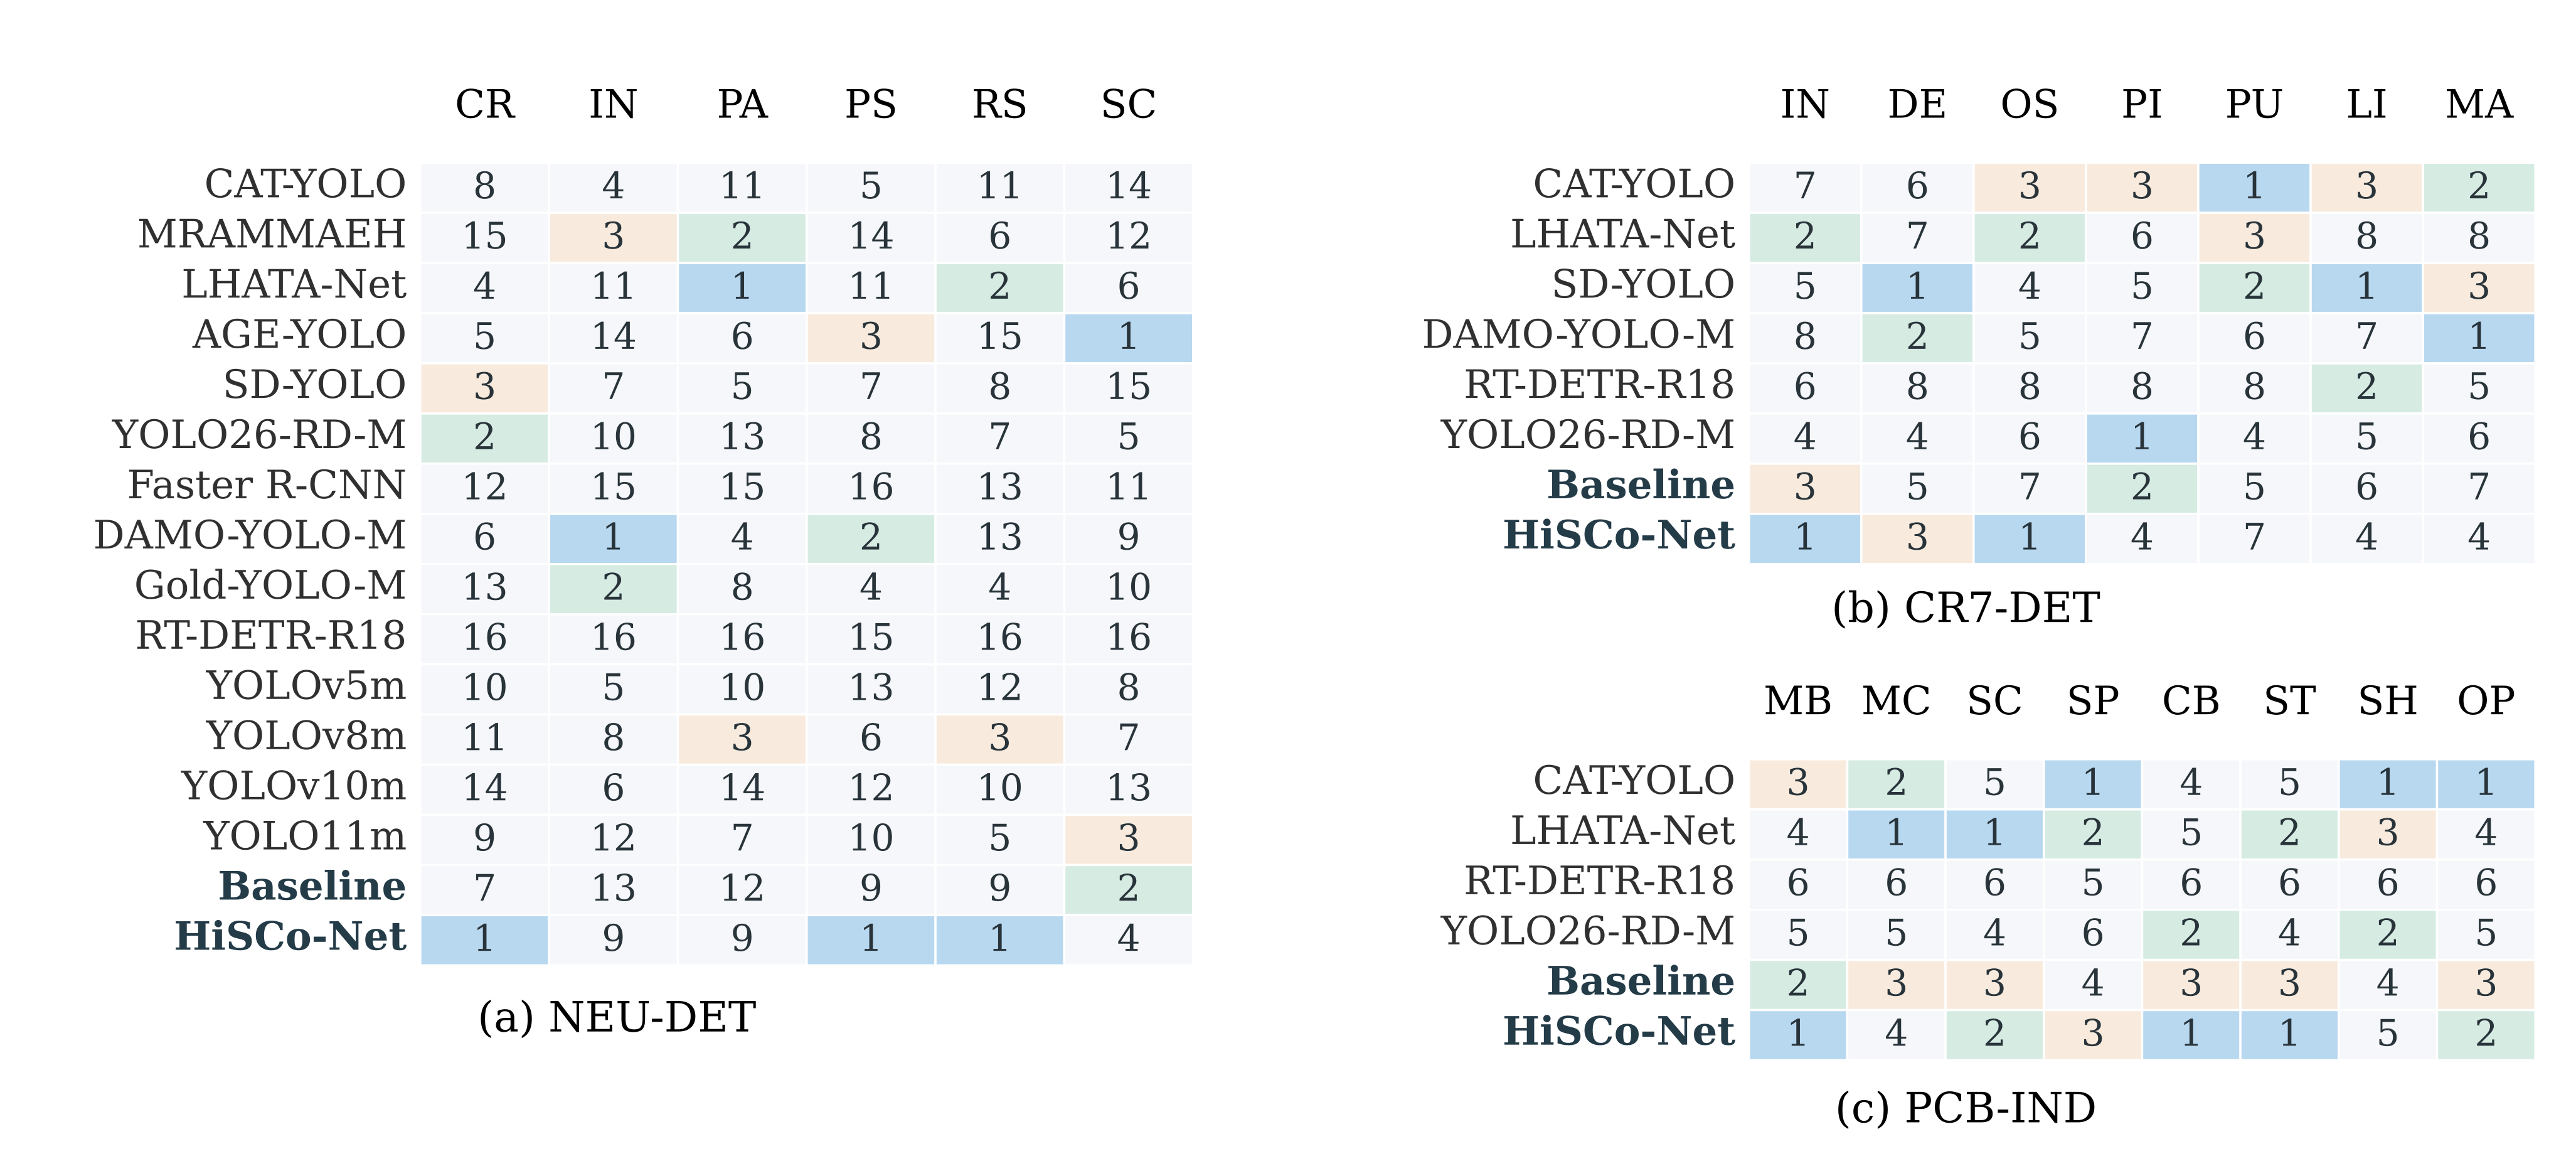 CR IN PA PS RS SC
CAT-YOLO 8 4 11 5 11 14
MRAMMAEH 15 3 2 14 6 12
LHATA-Net 4 11 1 11 2 6
AGE-YOLO 5 14 6 3 15 1
SD-YOLO 3 7 5 7 8 15
YOLO26-RD-M 2 10 13 8 7 5
Faster R-CNN 12 15 15 16 13 11
DAMO-YOLO-M 6 1 4 2 13 9
Gold-YOLO-M 13 2 8 4 4 10
RT-DETR-R18 16 16 16 15 16 16
YOLOv5m 10 5 10 13 12 8
YOLOv8m 11 8 3 6 3 7
YOLOv10m 14 6 14 12 10 13
YOLO11m 9 12 7 10 5 3
Baseline 7 13 12 9 9 2
HiSCo-Net 1 9 9 1 1 4
(a) NEU-DET
IN DE OS PI PU LI MA
CAT-YOLO 7 6 3 3 1 3 2
LHATA-Net 2 7 2 6 3 8 8
SD-YOLO 5 1 4 5 2 1 3
DAMO-YOLO-M 8 2 5 7 6 7 1
RT-DETR-R18 6 8 8 8 8 2 5
YOLO26-RD-M 4 4 6 1 4 5 6
Baseline 3 5 7 2 5 6 7
HiSCo-Net 1 3 1 4 7 4 4
(b) CR7-DET
MB MC SC SP CB ST SH OP
CAT-YOLO 3 2 5 1 4 5 1 1
LHATA-Net 4 1 1 2 5 2 3 4
RT-DETR-R18 6 6 6 5 6 6 6 6
YOLO26-RD-M 5 5 4 6 2 4 2 5
Baseline 2 3 3 4 3 3 4 3
HiSCo-Net 1 4 2 3 1 1 5 2
(c) PCB-IND